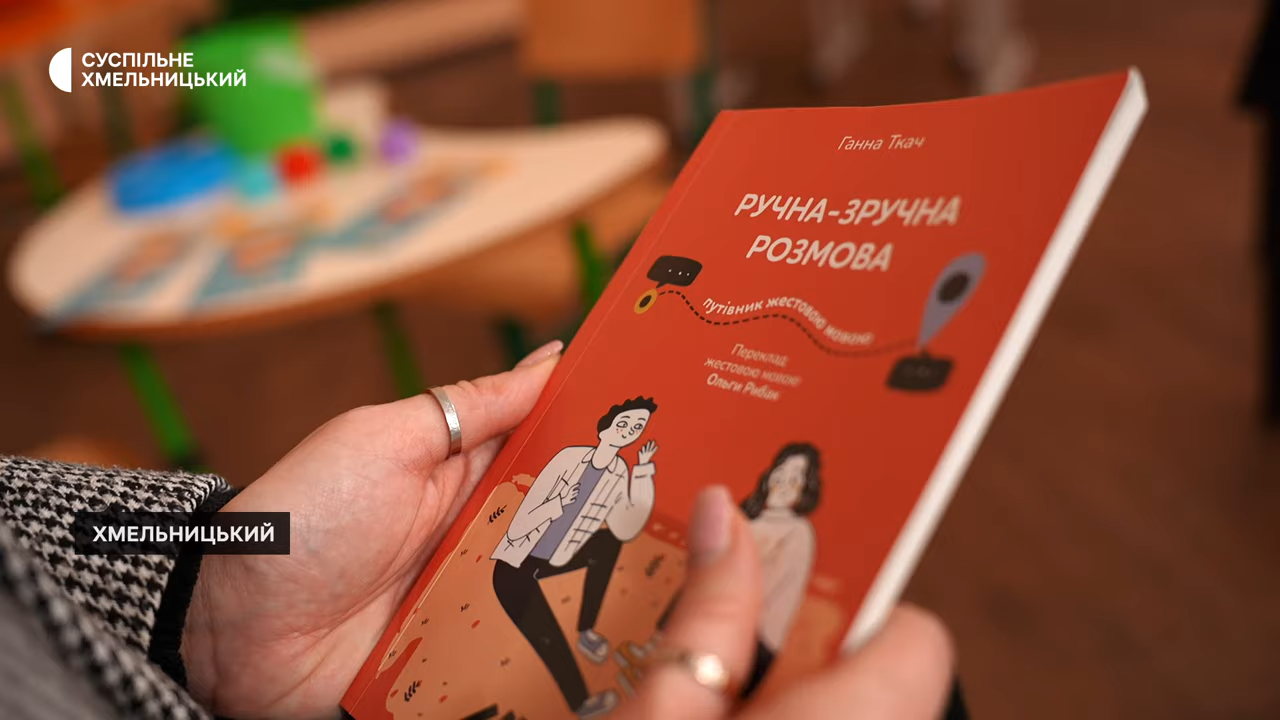 СУСПІЛЬНЕ
ХМЕЛЬНИЦЬКИЙ
Ганна Ткач
РУЧНА-ЗРУЧНА
РОЗМОВА
путівник жестовою мовою
Переклад
жестовою мовою
Ольги Рибак
ХМЕЛЬНИЦЬКИЙ